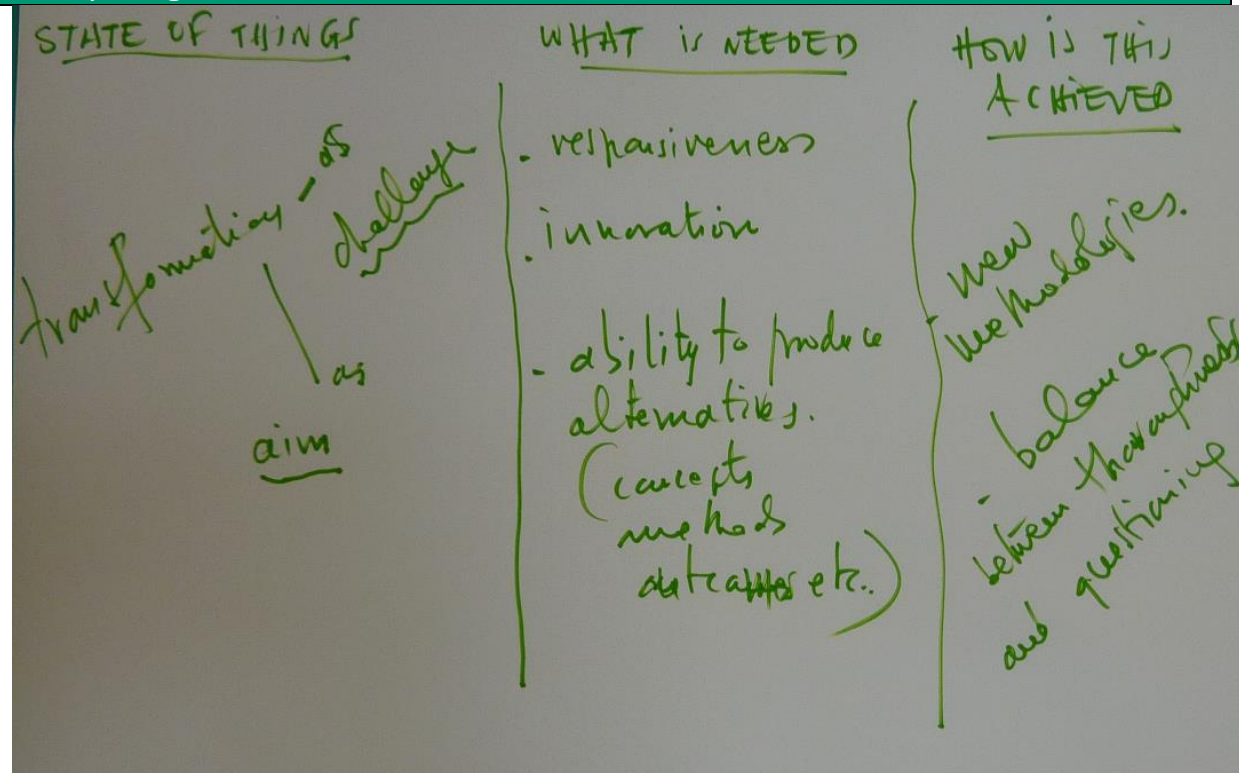 STATE OF THINGS
transformation - as
challenge
as
aim
WHAT is NEEDED
. responsiveness
. innovation
- ability to produce
alternatives.
(concepts
methods
outcomes etc..)
HOW is THIS
ACHIEVED
- new
methodologies.
- balance
between thoroughness
and questioning